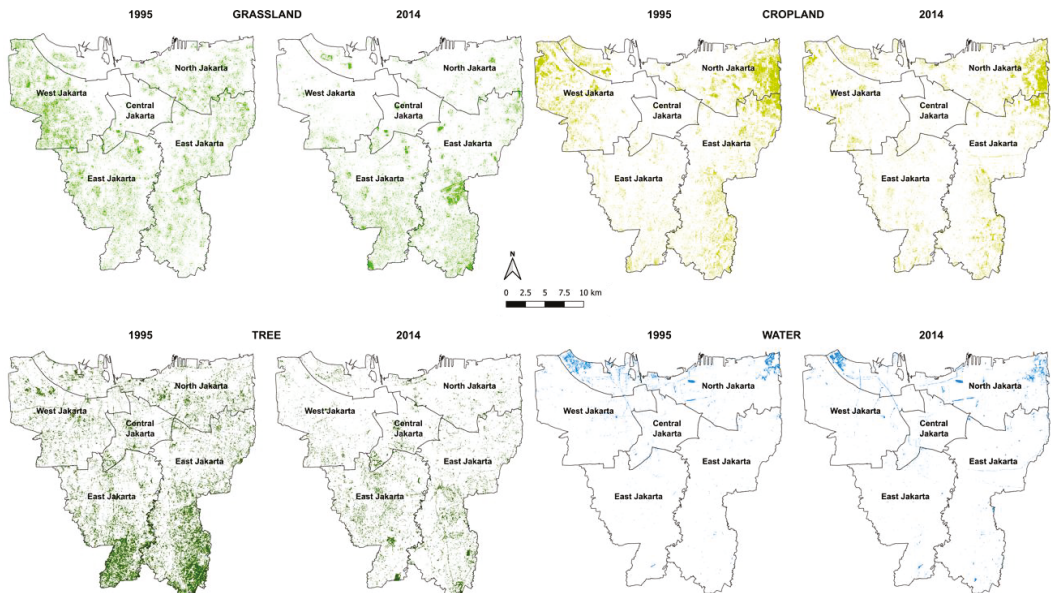 1995 GRASSLAND 2014
1995 CROPLAND 2014
North Jakarta
West Jakarta
Central
Jakarta
East Jakarta
East Jakarta
North Jakarta
West Jakarta
Central
Jakarta
East Jakarta
East Jakarta
North Jakarta
West Jakarta
Central
Jakarta
East Jakarta
East Jakarta
North Jakarta
West Jakarta
Central
Jakarta
East Jakarta
East Jakarta
N
0 2.5 5 7.5 10 km
1995 TREE 2014
1995 WATER 2014
North Jakarta
West Jakarta
Central
Jakarta
East Jakarta
East Jakarta
North Jakarta
West Jakarta
Central
Jakarta
East Jakarta
East Jakarta
North Jakarta
West Jakarta
Central
Jakarta
East Jakarta
East Jakarta
North Jakarta
West Jakarta
Central
Jakarta
East Jakarta
East Jakarta